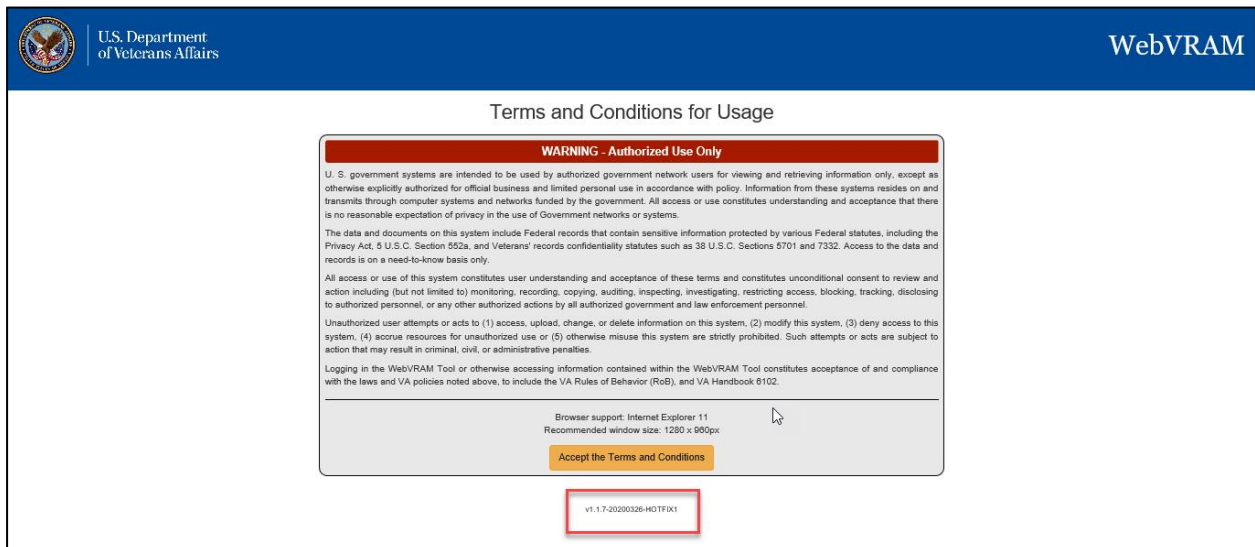 U.S. Department
of Veterans Affairs
WebVRAM
Terms and Conditions for Usage
WARNING - Authorized Use Only
U. S. government systems are intended to be used by authorized government network users for viewing and retrieving information only, except as
otherwise explicitly authorized for official business and limited personal use in accordance with policy. Information from these systems resides on and
transmits through computer systems and networks funded by the government. All access or use constitutes understanding and acceptance that there
is no reasonable expectation of privacy in the use of Government networks or systems.
The data and documents on this system include Federal records that contain sensitive information protected by various Federal statutes, including the
Privacy Act, 5 U.S.C. Section 552a, and Veterans' records confidentiality statutes such as 38 U.S.C. Sections 5701 and 7332. Access to the data and
records is on a need-to-know basis only.
All access or use of this system constitutes user understanding and acceptance of these terms and constitutes unconditional consent to review and
action including (but not limited to) monitoring, recording, copying, auditing, inspecting, investigating, restricting access, blocking, tracking, disclosing
to authorized personnel, or any other authorized actions by all authorized government and law enforcement personnel.
Unauthorized user attempts or acts to (1) access, upload, change, or delete information on this system, (2) modify this system, (3) deny access to this
system, (4) accrue resources for unauthorized use or (5) otherwise misuse this system are strictly prohibited. Such attempts or acts are subject to
action that may result in criminal, civil, or administrative penalties.
Logging in the WebVRAM Tool or otherwise accessing information contained within the WebVRAM Tool constitutes acceptance of and compliance
with the laws and VA policies noted above, to include the VA Rules of Behavior (RoB), and VA Handbook 6102.
Browser support: Internet Explorer 11
Recommended window size: 1280 x 960px
Accept the Terms and Conditions
v1.1.7-20200326-HOTFIX1